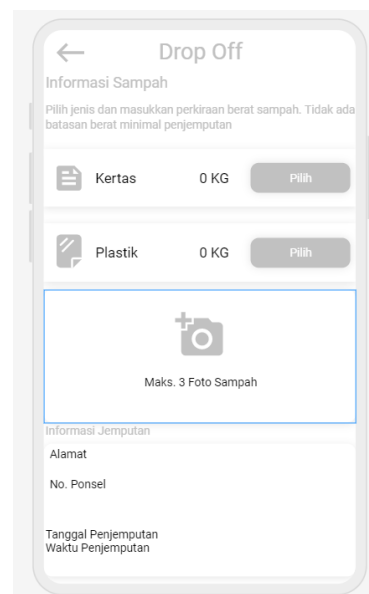 Drop Off
Informasi Sampah
Pilih jenis dan masukkan perkiraan berat sampah. Tidak ada
batasan berat minimal penjemputan
Kertas 0 KG Pilih
Plastik 0 KG Pilih
Maks. 3 Foto Sampah
Informasi Jemputan
Alamat
No. Ponsel
Tanggal Penjemputan
Waktu Penjemputan